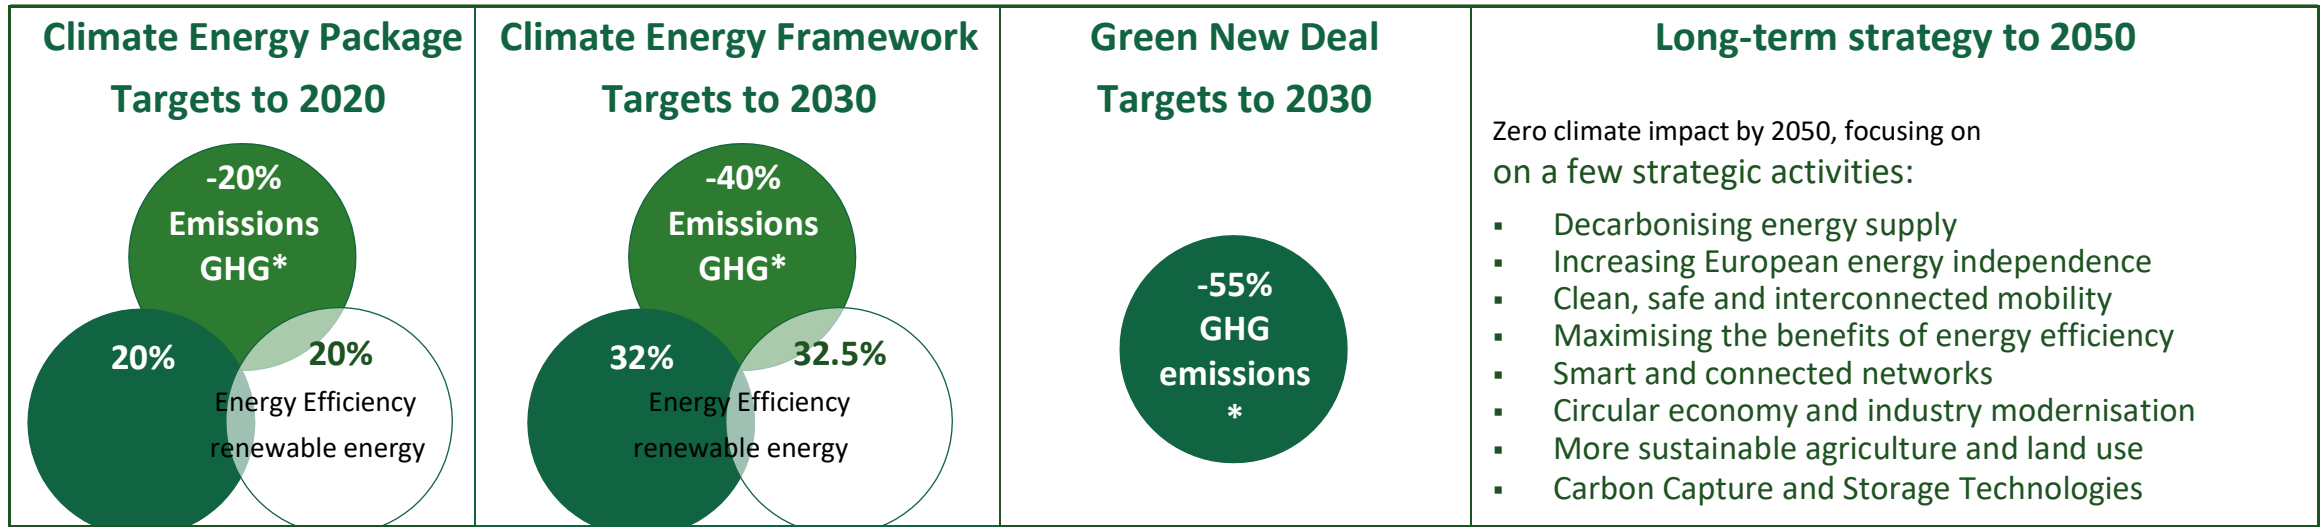 Climate Energy Package
Targets to 2020
-20%
Emissions
GHG*
20%
20%
Energy Efficiency
renewable energy
Climate Energy Framework
Targets to 2030
-40%
Emissions
GHG*
32%
32.5%
Energy Efficiency
renewable energy
Green New Deal
Targets to 2030
-55%
GHG
emissions
*
Long-term strategy to 2050
Zero climate impact by 2050, focusing on
on a few strategic activities:
▪ Decarbonising energy supply
▪ Increasing European energy independence
▪ Clean, safe and interconnected mobility
▪ Maximising the benefits of energy efficiency
▪ Smart and connected networks
▪ Circular economy and industry modernisation
▪ More sustainable agriculture and land use
▪ Carbon Capture and Storage Technologies